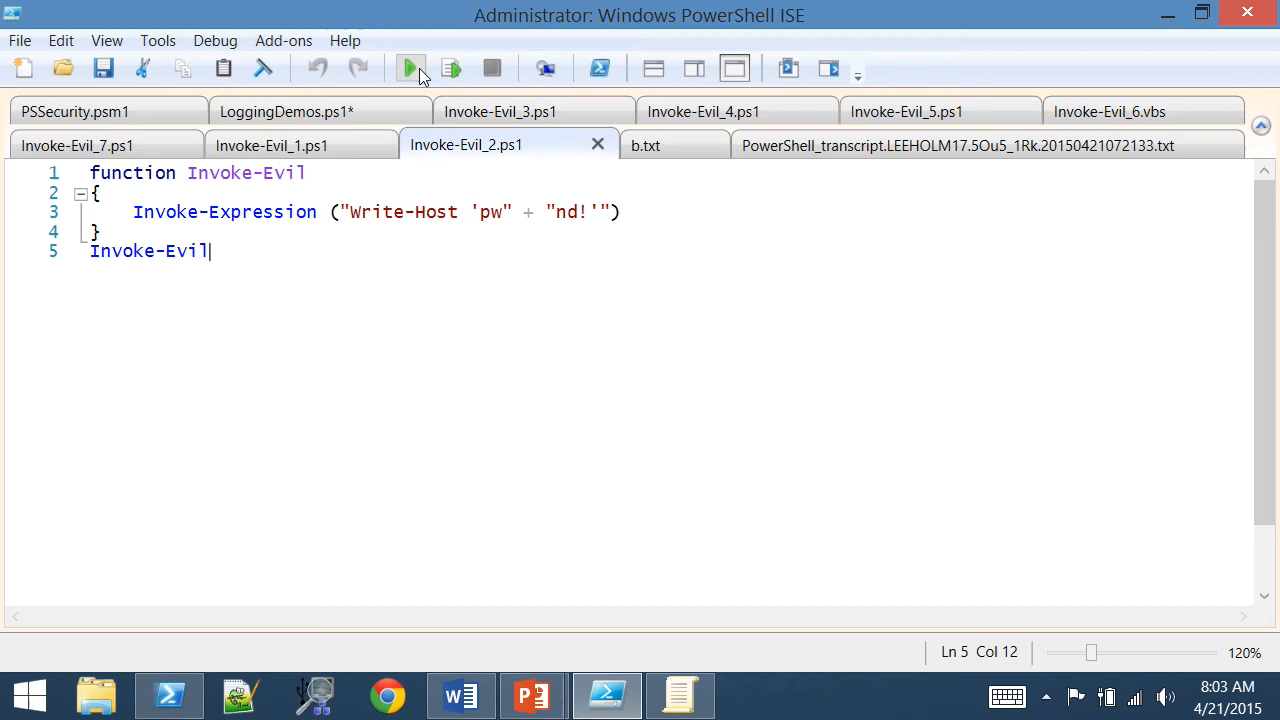 Administrator: Windows PowerShell ISE
File Edit View Tools Debug Add-ons Help
PSSecurity.psm1 LoggingDemos.ps1* Invoke-Evil_3.ps1 Invoke-Evil_4.ps1 Invoke-Evil_5.ps1 Invoke-Evil_6.vbs
Invoke-Evil_7.ps1 Invoke-Evil_1.ps1 Invoke-Evil_2.ps1 b.txt PowerShell_transcript.LEEHOLM17.5Ou5_1Rk.20150421072133.txt
1 function Invoke-Evil
2 {
3 Invoke-Expression ("Write-Host 'pw" + "nd!'")
4 }
5 Invoke-Evil
Ln 5 Col 12 120%
8:03 AM
4/21/2015